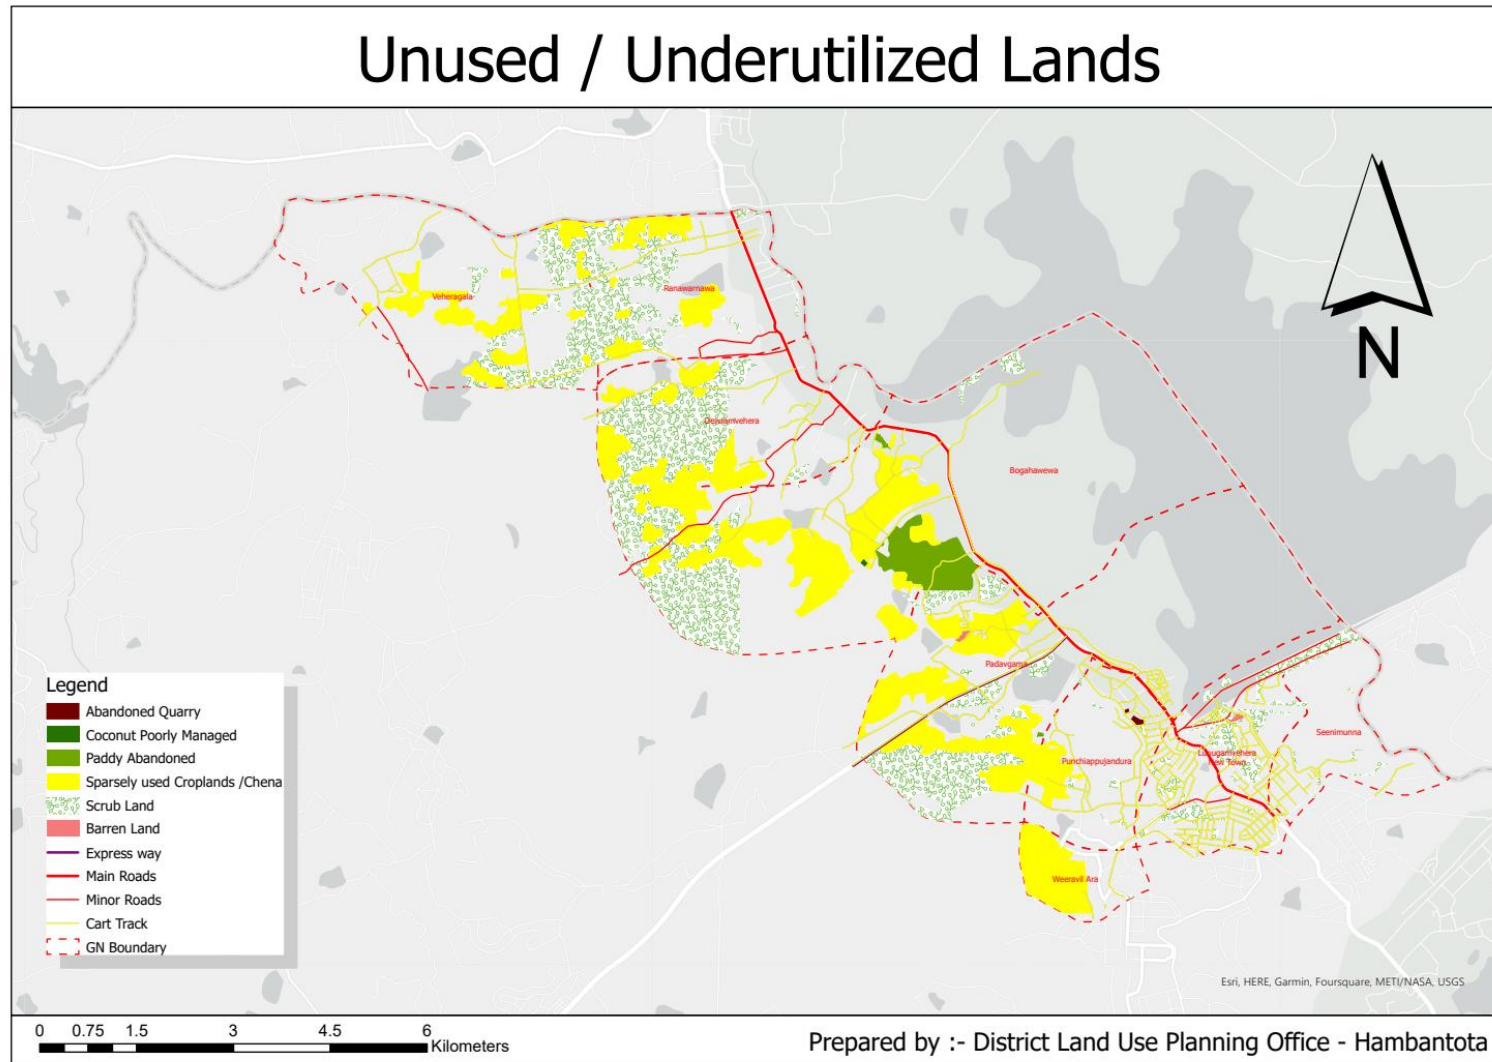 Unused / Underutilized Lands
N
Veheragala
Ranawarnawa
Bogahawewa
Padavgama
Punchiappujandura
Seenimunna
New Town
Weeravil Ara
Legend
Abandoned Quarry
Coconut Poorly Managed
Paddy Abandoned
Sparsely used Croplands /Chena
Scrub Land
Barren Land
Express way
Main Roads
Minor Roads
Cart Track
GN Boundary
Esri, HERE, Garmin, Foursquare, METI/NASA, USGS
0 0.75 1.5 3 4.5 6
Kilometers
Prepared by :- District Land Use Planning Office - Hambantota